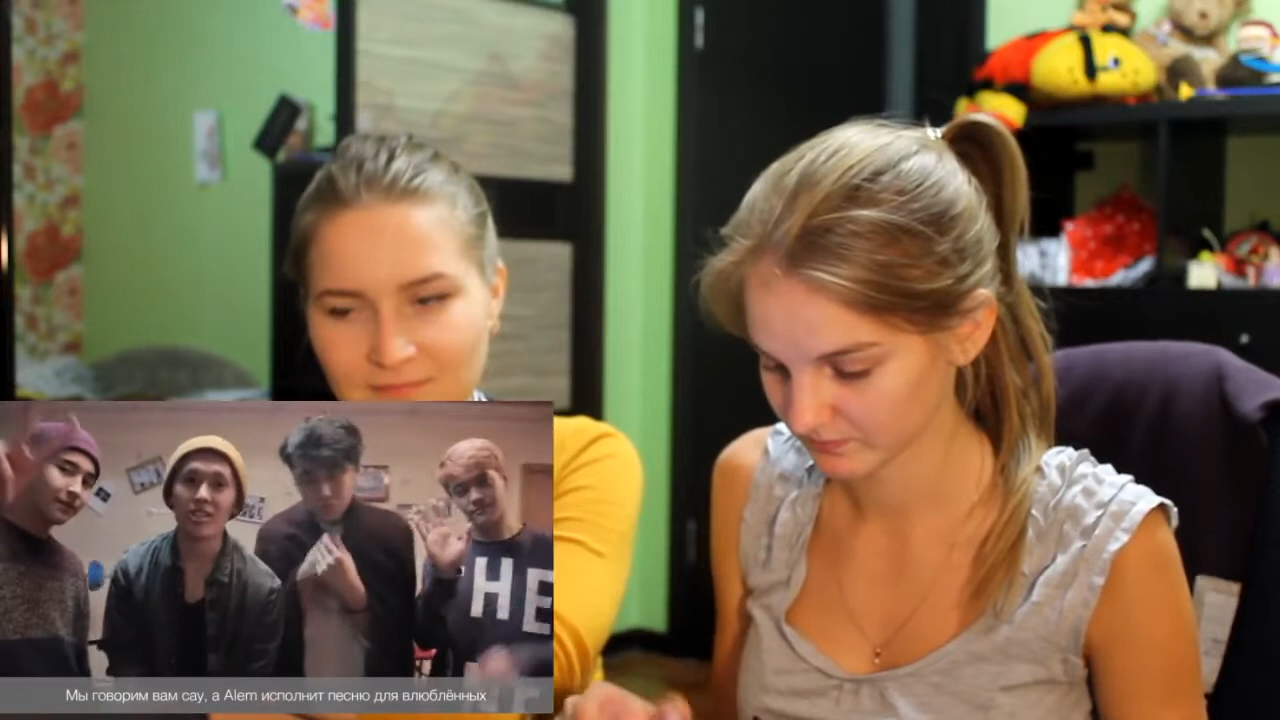 HE
Мы говорим вам сау, а Alem исполнит песню для влюблённых